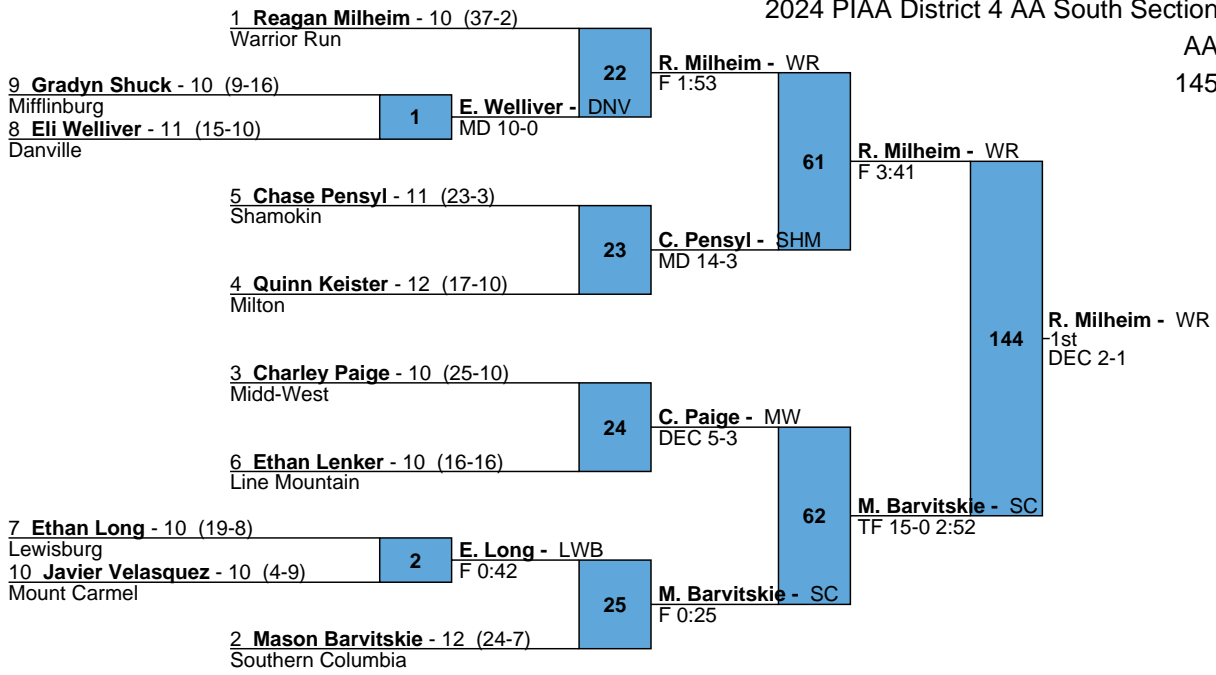 2024 PIAA District 4 AA South Section
AA
145
1 Reagan Milheim - 10 (37-2)
Warrior Run
22
R. Milheim - WR
F 1:53
9 Gradyn Shuck - 10 (9-16)
Mifflinburg
1
E. Welliver - DNV
MD 10-0
8 Eli Welliver - 11 (15-10)
Danville
61
R. Milheim - WR
F 3:41
5 Chase Pensyl - 11 (23-3)
Shamokin
23
C. Pensyl - SHM
MD 14-3
4 Quinn Keister - 12 (17-10)
Milton
144
R. Milheim - WR
1st
DEC 2-1
3 Charley Paige - 10 (25-10)
Midd-West
24
C. Paige - MW
DEC 5-3
6 Ethan Lenker - 10 (16-16)
Line Mountain
62
M. Barvitskie - SC
TF 15-0 2:52
7 Ethan Long - 10 (19-8)
Lewisburg
2
E. Long - LWB
F 0:42
10 Javier Velasquez - 10 (4-9)
Mount Carmel
25
M. Barvitskie - SC
F 0:25
2 Mason Barvitskie - 12 (24-7)
Southern Columbia